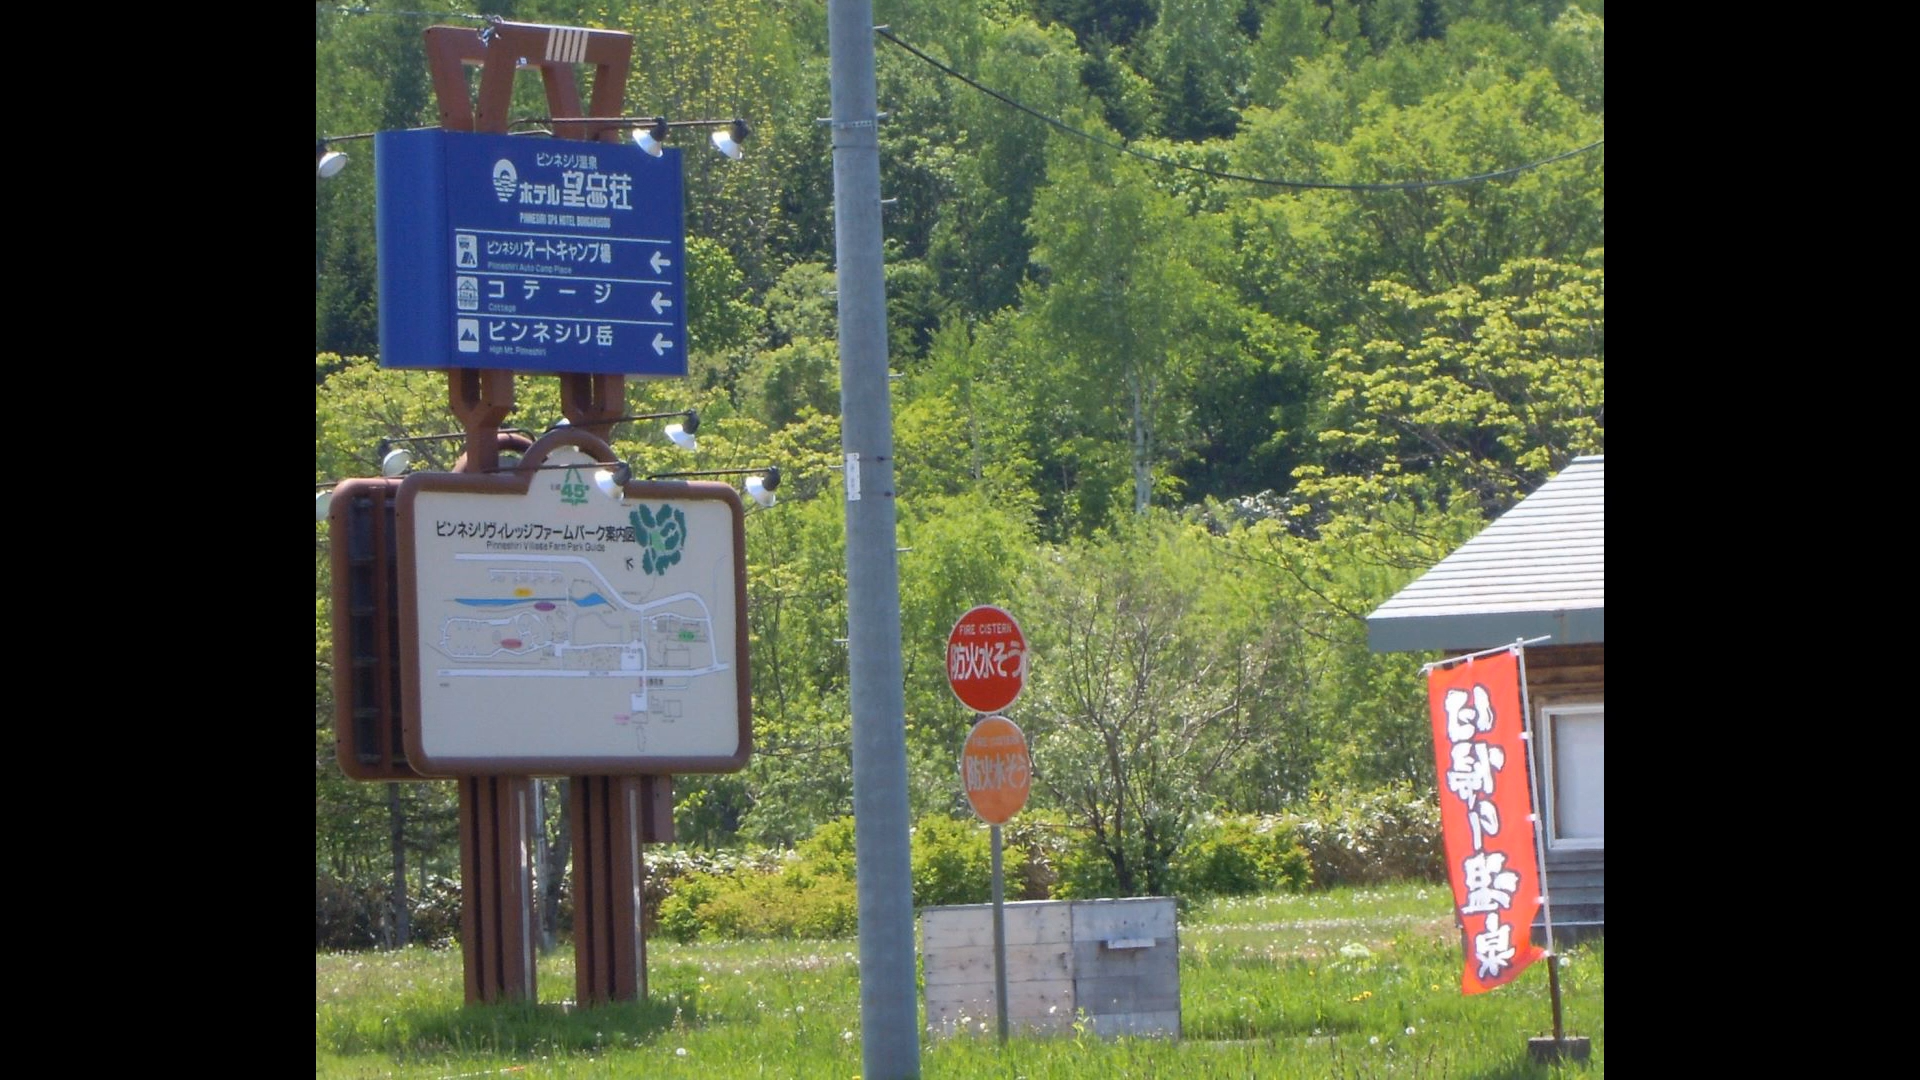 ピンネシリ温泉
ホテル望岳荘
PINNESIRI SPA HOTEL BOUGAKUSOU
ピンネシリオートキャンプ場
Pinneshiri Auto Camp Place
コテージ
Cottage
ピンネシリ岳
High Mt. Pinneshiri
45°
ピンネシリヴィレッジファームパーク案内図
Pinneshiri Village Farm Park Guide
FIRE CISTERN
防火水そう
FIRE CISTERN
防火水そう
日帰り温泉